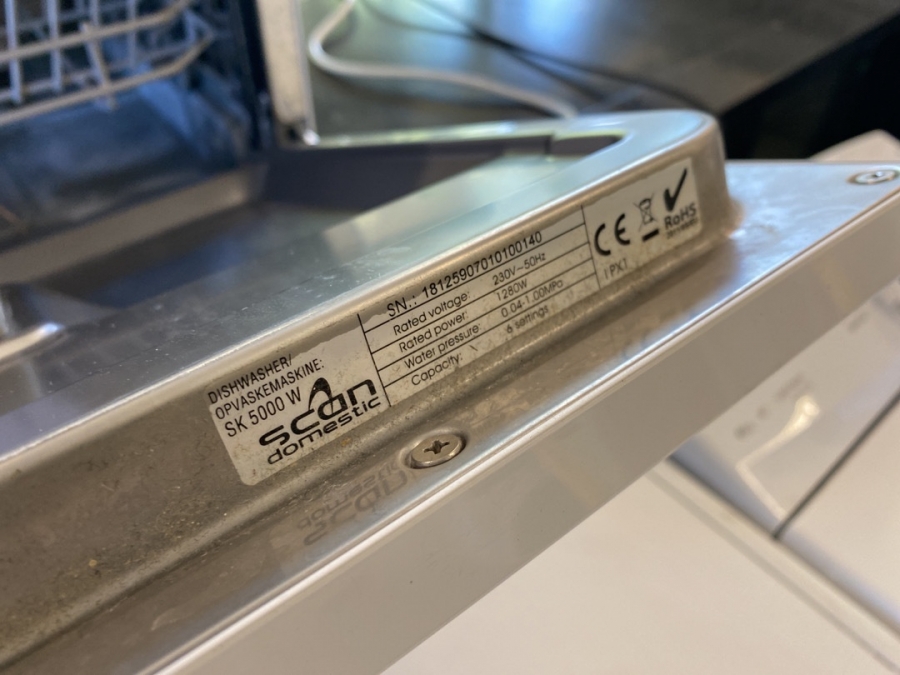 DISHWASHER/
OPVASKEMASKINE:
SK 5000 W
scan
domestic
SN.: 18125907010100140
Rated voltage: 230V~50Hz
Rated power: 1280W
Water pressure: 0.04-1.00MPa
Capacity: 6 settings
CE
RoHS
IPX1